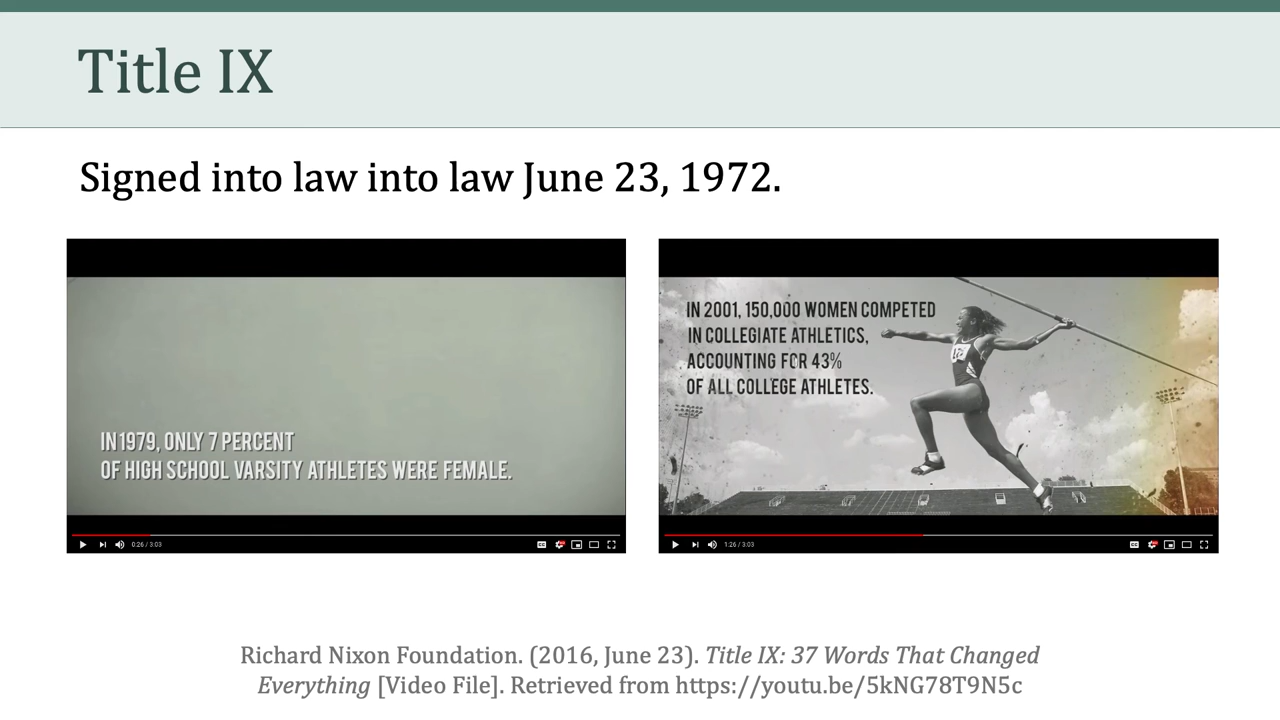 Title IX
Signed into law into law June 23, 1972.
IN 1979, ONLY 7 PERCENT
OF HIGH SCHOOL VARSITY ATHLETES WERE FEMALE.
0:26 / 3:03
IN 2001, 150,000 WOMEN COMPETED
IN COLLEGIATE ATHLETICS,
ACCOUNTING FOR 43%
OF ALL COLLEGE ATHLETES.
1:26 / 3:03
Richard Nixon Foundation. (2016, June 23). Title IX: 37 Words That Changed
Everything [Video File]. Retrieved from https://youtu.be/5kNG78T9N5c